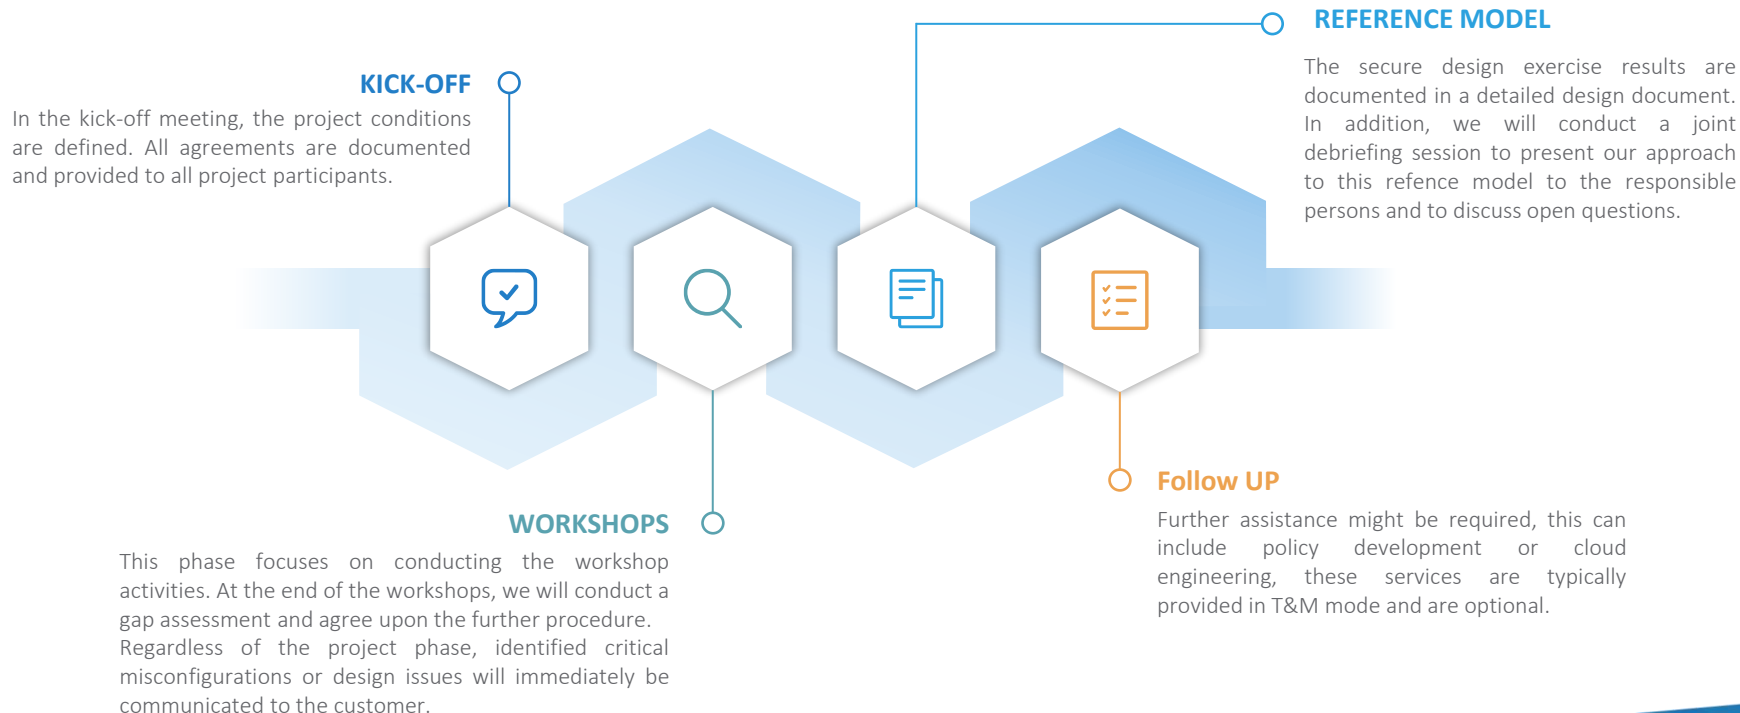 KICK-OFF
In the kick-off meeting, the project conditions
are defined. All agreements are documented
and provided to all project participants.
WORKSHOPS
This phase focuses on conducting the workshop
activities. At the end of the workshops, we will conduct a
gap assessment and agree upon the further procedure.
Regardless of the project phase, identified critical
misconfigurations or design issues will immediately be
communicated to the customer.
REFERENCE MODEL
The secure design exercise results are
documented in a detailed design document.
In addition, we will conduct a joint
debriefing session to present our approach
to this refence model to the responsible
persons and to discuss open questions.
Follow UP
Further assistance might be required, this can
include policy development or cloud
engineering, these services are typically
provided in T&M mode and are optional.